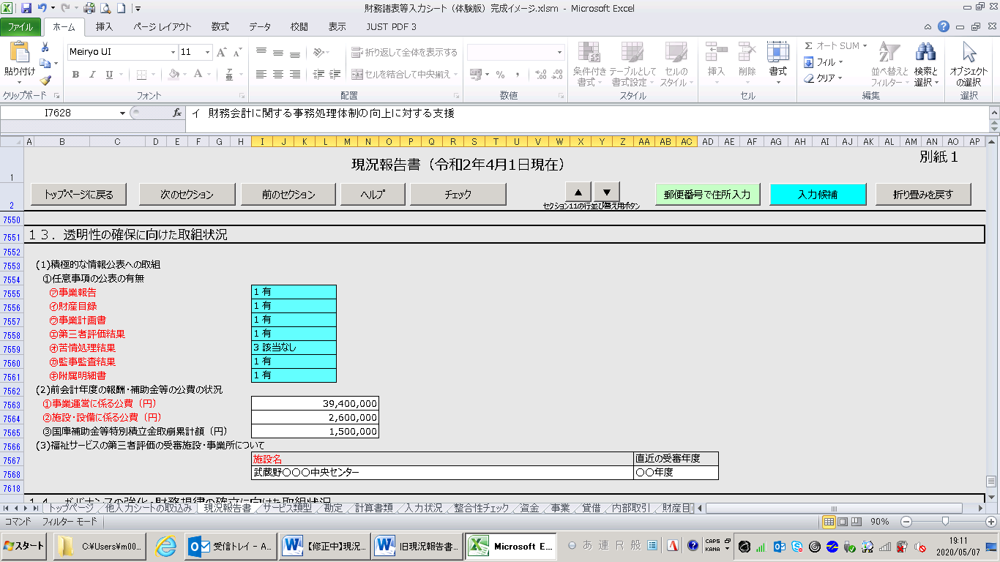 財務諸表等入力シート（体験版）完成イメージ.xlsm - Microsoft Excel
ファイル ホーム 挿入 ページ レイアウト 数式 データ 校閲 表示 JUST PDF 3
貼り付け Meiryo UI 11 折り返して全体を表示する セルを結合して中央揃え
条件付き書式 テーブルとして書式設定 セルのスタイル 挿入 削除 書式 オート SUM フィル クリア 並べ替えとフィルター 検索と選択 オブジェクトの選択
クリップボード フォント 配置 数値 スタイル セル 編集 選択
I7628 fx イ 財務会計に関する事務処理体制の向上に対する支援
A B C D E F G H I J K L M N O P Q R S T U V W X Y Z AA AB AC AD AE AF AG AH AI AJ AK AL AM AN AO AP
1 現況報告書（令和2年4月1日現在） 別紙１
2 トップページに戻る 次のセクション 前のセクション ヘルプ チェック ▲ ▼ 郵便番号で住所入力 入力候補 折り畳みを戻す
セクション11の行並び替え用ボタン
7550
7551 １３．透明性の確保に向けた取組状況
7552
7553 (1)積極的な情報公表への取組
7554 ①任意事項の公表の有無
7555 ㋐事業報告 1 有
7556 ㋑財産目録 1 有
7557 ㋒事業計画書 1 有
7558 ㋓第三者評価結果 1 有
7559 ㋔苦情処理結果 3 該当なし
7560 ㋕監事監査結果 1 有
7561 ㋖附属明細書 1 有
7562 (2)前会計年度の報酬・補助金等の公費の状況
7563 ①事業運営に係る公費（円） 39,400,000
7564 ②施設・設備に係る公費（円） 2,600,000
7565 ③国庫補助金等特別積立金取崩累計額（円） 1,500,000
7566 (3)福祉サービスの第三者評価の受審施設・事業所について
7567 施設名 直近の受審年度
7568 武蔵野〇〇〇中央センター 〇〇年度
7618
１４．ガバナンスの強化・財務規律の確立に向けた取組状況
トップページ 他入力シートの取込み 現況報告書 サービス類型 勘定 計算書類 入力状況 整合性チェック 資金 事業 貸借 内部取引 財産目
コマンド フィルター モード 90%
スタート C:¥Users¥m00... 受信トレイ - A... 【修正中】現況... 旧現況報告書... Microsoft E... あ 連 R 般 CAPS KANA 19:11
2020/05/07